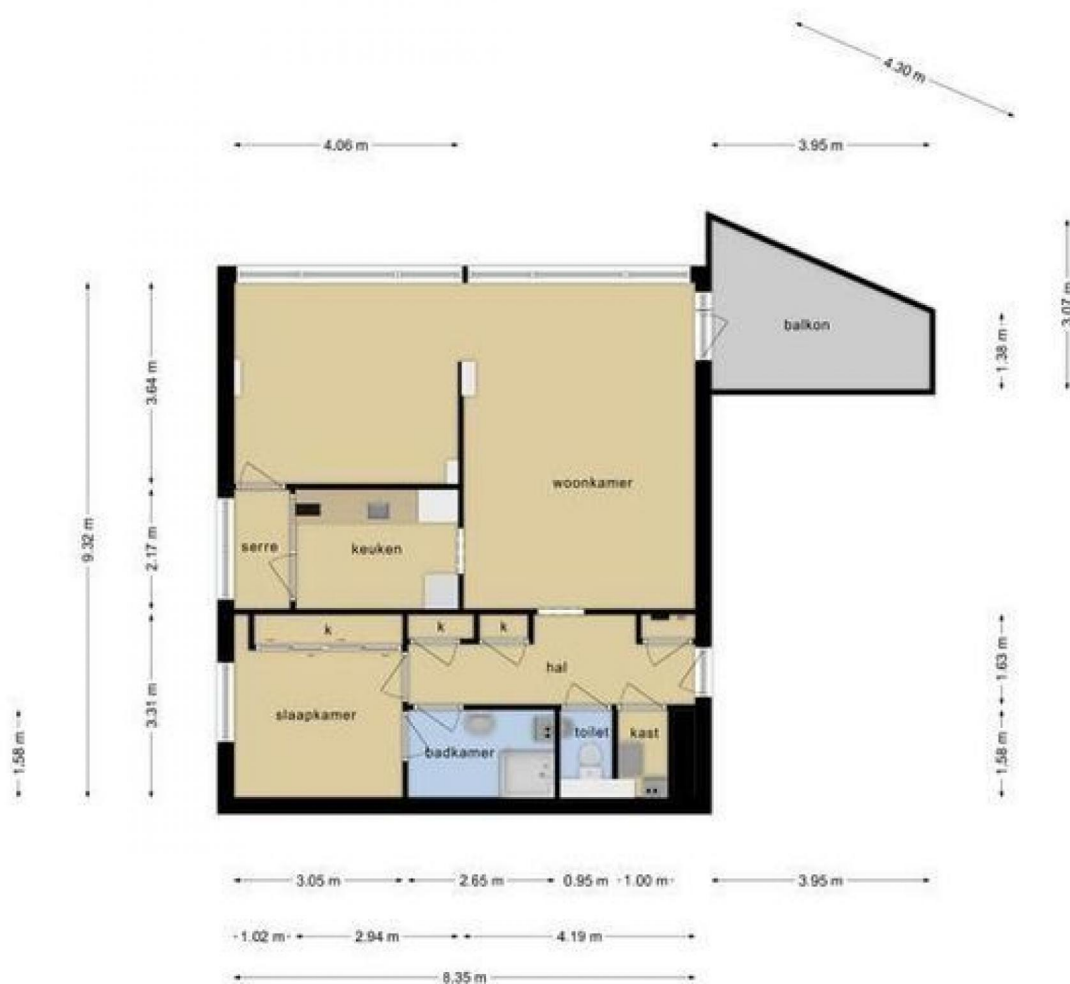 4.30 m
4.06 m
3.95 m
3.07 m
balkon
1.38 m
3.64 m
woonkamer
9.32 m
2.17 m
serre
keuken
k
k
k
hal
1.63 m
3.31 m
slaapkamer
1.58 m
badkamer
toilet
kast
1.58 m
3.05 m
2.65 m
0.95 m
1.00 m
3.95 m
1.02 m
2.94 m
4.19 m
8.35 m